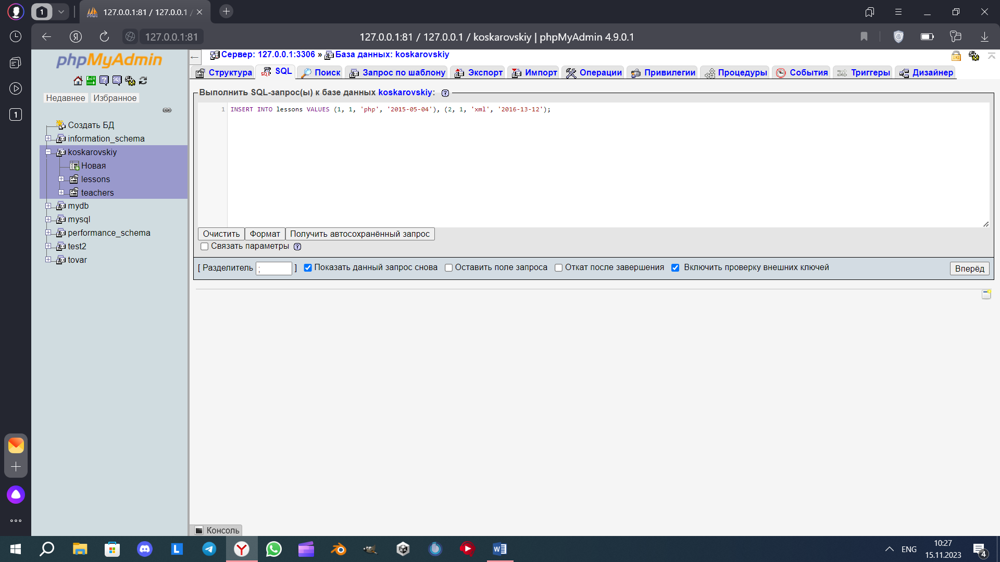 1
127.0.0.1:81 / 127.0.0.1 /
127.0.0.1:81
127.0.0.1:81 / 127.0.0.1 / koskarovskiy | phpMyAdmin 4.9.0.1
1
phpMyAdmin
Недавнее Избранное
Создать БД
information_schema
koskarovskiy
Новая
lessons
teachers
mydb
mysql
performance_schema
test2
tovar
Сервер: 127.0.0.1:3306 » База данных: koskarovskiy
Структура SQL Поиск Запрос по шаблону Экспорт Импорт Операции Привилегии Процедуры События Триггеры Дизайнер
Выполнить SQL-запрос(ы) к базе данных koskarovskiy:
1 INSERT INTO lessons VALUES (1, 1, 'php', '2015-05-04'), (2, 1, 'xml', '2016-13-12');
Очистить Формат Получить автосохранённый запрос
Связать параметры
[ Разделитель ; ] Показать данный запрос снова Оставить поле запроса Откат после завершения Включить проверку внешних ключей Вперёд
Консоль
ENG
10:27
15.11.2023
4